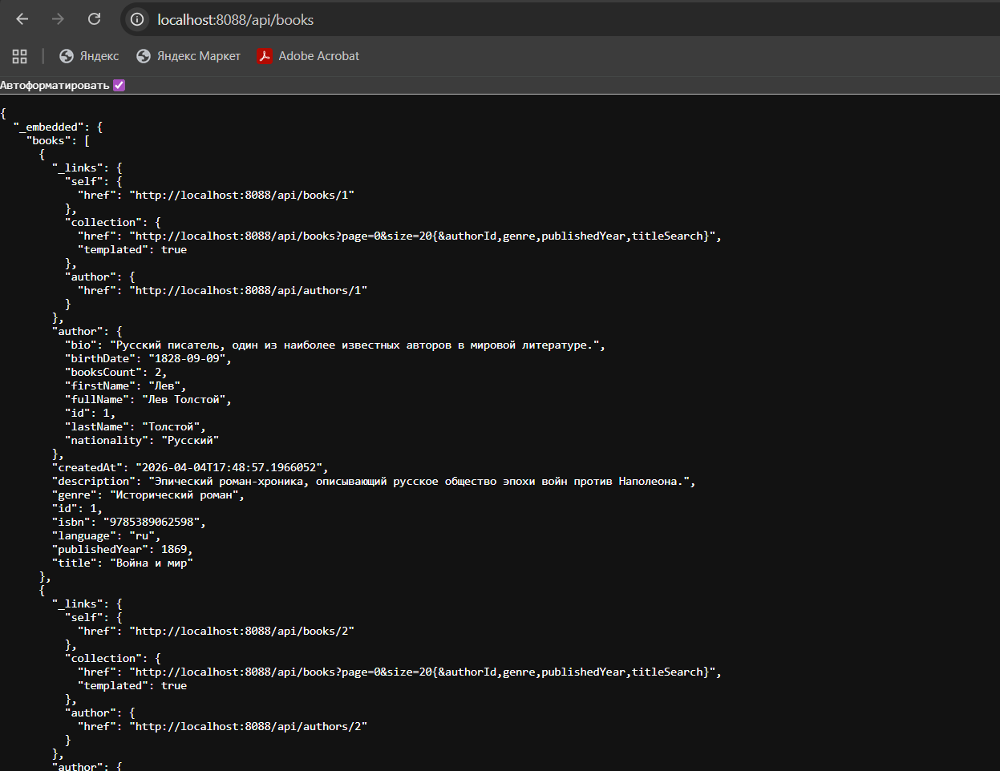 localhost:8088/api/books
Яндекс Яндекс Маркет Adobe Acrobat
Автоформатировать
{
  "_embedded": {
    "books": [
      {
        "_links": {
          "self": {
            "href": "http://localhost:8088/api/books/1"
          },
          "collection": {
            "href": "http://localhost:8088/api/books?page=0&size=20{&authorId,genre,publishedYear,titleSearch}",
            "templated": true
          },
          "author": {
            "href": "http://localhost:8088/api/authors/1"
          }
        },
        "author": {
          "bio": "Русский писатель, один из наиболее известных авторов в мировой литературе.",
          "birthDate": "1828-09-09",
          "booksCount": 2,
          "firstName": "Лев",
          "fullName": "Лев Толстой",
          "id": 1,
          "lastName": "Толстой",
          "nationality": "Русский"
        },
        "createdAt": "2026-04-04T17:48:57.1966052",
        "description": "Эпический роман-хроника, описывающий русское общество эпохи войн против Наполеона.",
        "genre": "Исторический роман",
        "id": 1,
        "isbn": "9785389062598",
        "language": "ru",
        "publishedYear": 1869,
        "title": "Война и мир"
      },
      {
        "_links": {
          "self": {
            "href": "http://localhost:8088/api/books/2"
          },
          "collection": {
            "href": "http://localhost:8088/api/books?page=0&size=20{&authorId,genre,publishedYear,titleSearch}",
            "templated": true
          },
          "author": {
            "href": "http://localhost:8088/api/authors/2"
          }
        },
        "author": {